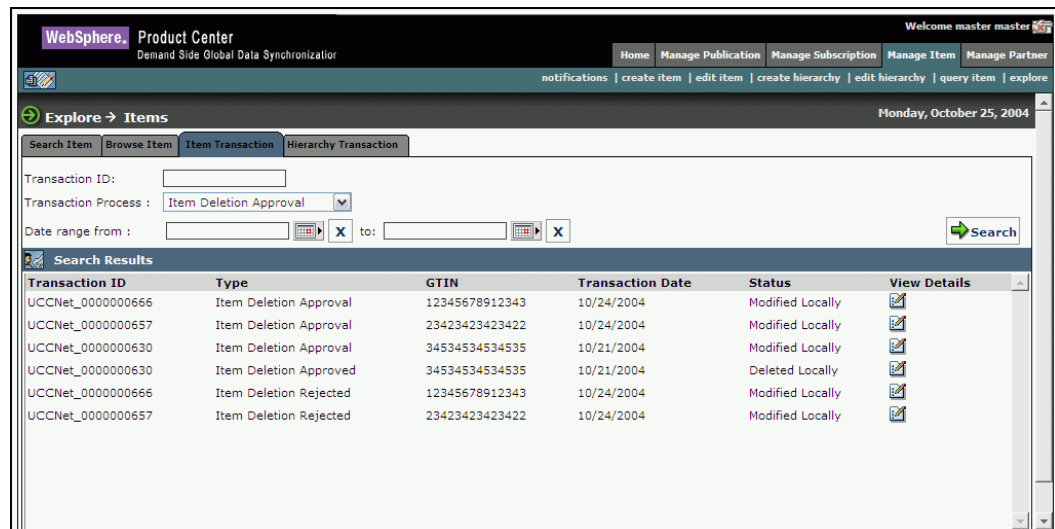 Welcome master master
WebSphere. Product Center
Demand Side Global Data Synchronizatior
Home Manage Publication Manage Subscription Manage Item Manage Partner
notifications | create item | edit item | create hierarchy | edit hierarchy | query item | explore
Explore → Items Monday, October 25, 2004
Search Item Browse Item Item Transaction Hierarchy Transaction
Transaction ID:
Transaction Process : Item Deletion Approval
Date range from : X to: X Search
Search Results
Transaction ID Type GTIN Transaction Date Status View Details
UCCNet_0000000666 Item Deletion Approval 12345678912343 10/24/2004 Modified Locally
UCCNet_0000000657 Item Deletion Approval 23423423423422 10/24/2004 Modified Locally
UCCNet_0000000630 Item Deletion Approval 34534534534535 10/21/2004 Modified Locally
UCCNet_0000000630 Item Deletion Approved 34534534534535 10/21/2004 Deleted Locally
UCCNet_0000000666 Item Deletion Rejected 12345678912343 10/24/2004 Modified Locally
UCCNet_0000000657 Item Deletion Rejected 23423423423422 10/24/2004 Modified Locally